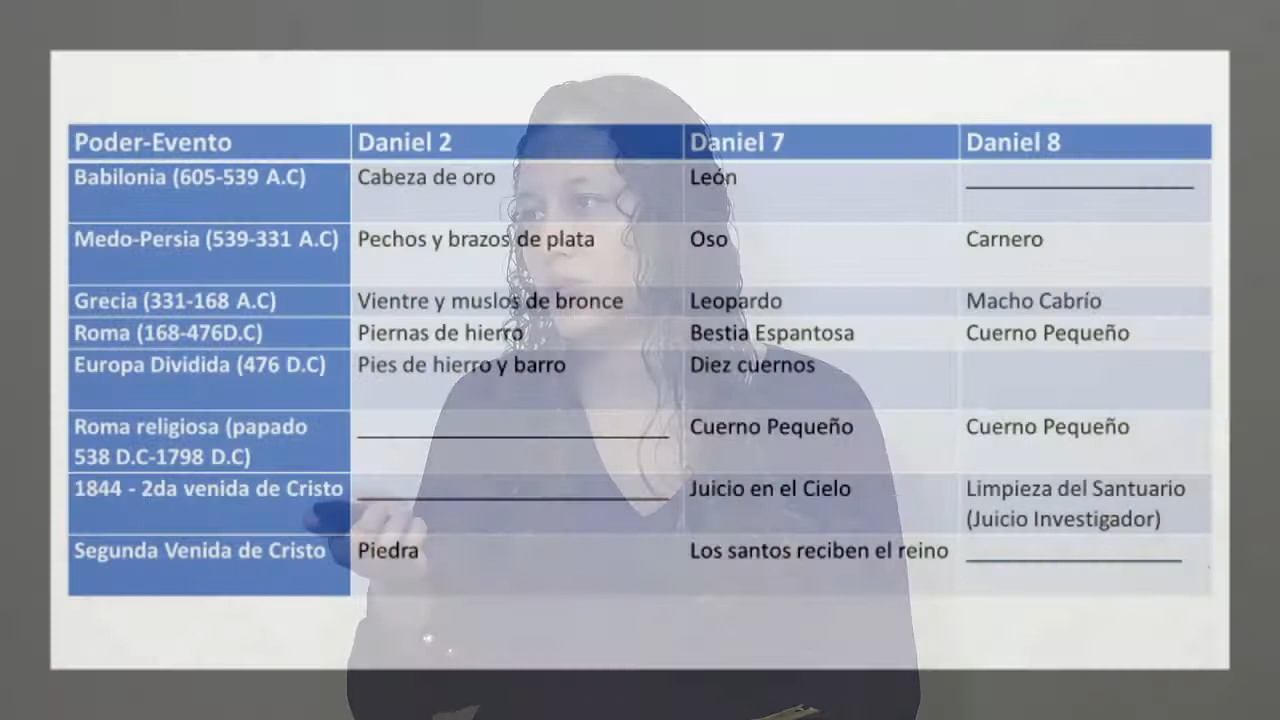 Poder-Evento Daniel 2 Daniel 7 Daniel 8
Babilonia (605-539 A.C) Cabeza de oro León
Medo-Persia (539-331 A.C) Pechos y brazos de plata Oso Carnero
Grecia (331-168 A.C) Vientre y muslos de bronce Leopardo Macho Cabrío
Roma (168-476D.C) Piernas de hierro Bestia Espantosa Cuerno Pequeño
Europa Dividida (476 D.C) Pies de hierro y barro Diez cuernos
Roma religiosa (papado Cuerno Pequeño Cuerno Pequeño
538 D.C-1798 D.C)
1844 - 2da venida de Cristo Juicio en el Cielo Limpieza del Santuario
(Juicio Investigador)
Segunda Venida de Cristo Piedra Los santos reciben el reino